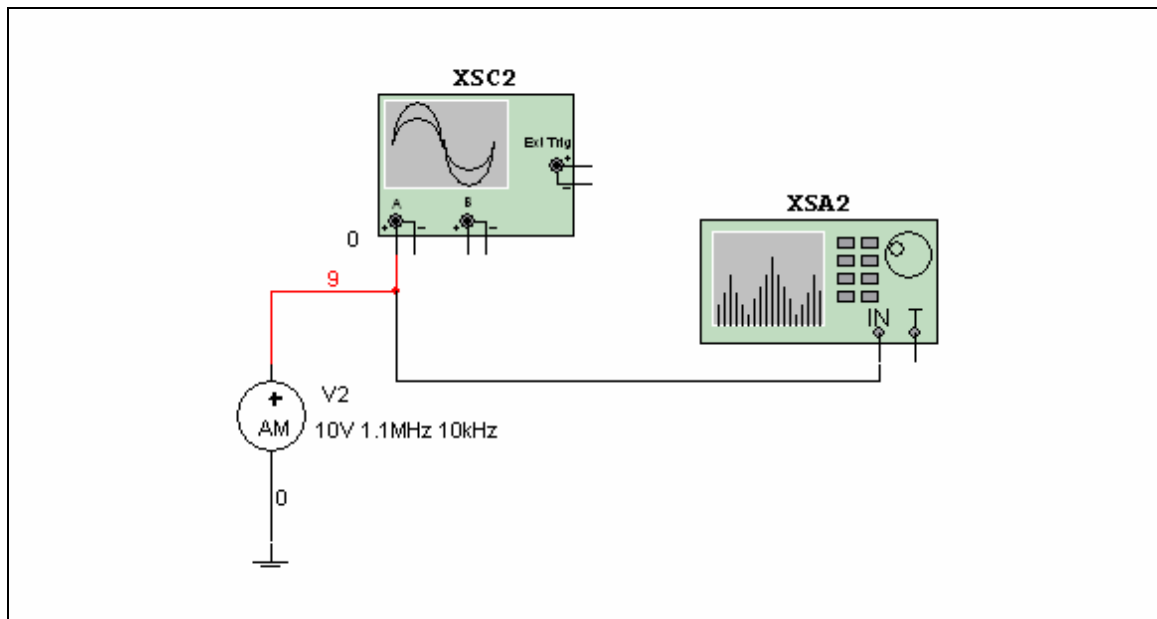 XSC2
Ext Trig
+
−
A
B
+ − + −
0
9
XSA2
IN T
+
V2
AM
10V 1.1MHz 10kHz
0